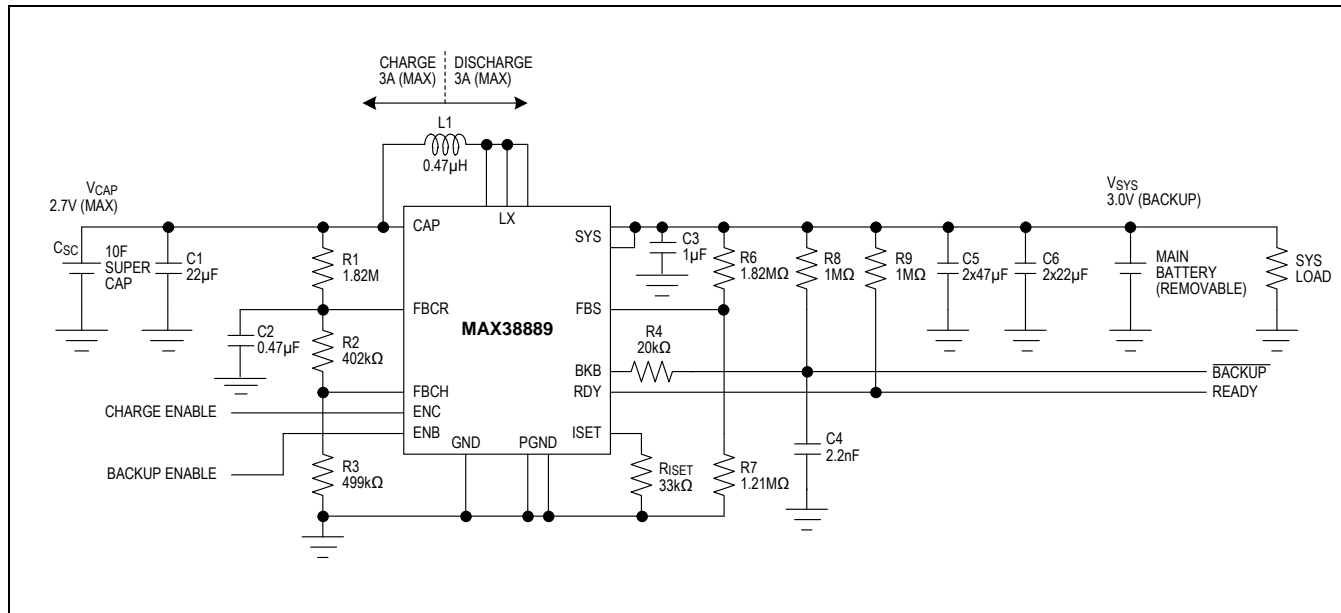 CHARGE
3A (MAX)
DISCHARGE
3A (MAX)
L1
0.47µH
VCAP
2.7V (MAX)
VSYS
3.0V (BACKUP)
CAP
LX
SYS
CSC
10F
SUPER
CAP
C1
22µF
R1
1.82M
C3
1µF
R6
1.82MΩ
R8
1MΩ
R9
1MΩ
C5
2x47µF
C6
2x22µF
MAIN
BATTERY
(REMOVABLE)
SYS
LOAD
FBCR
MAX38889
FBS
C2
0.47µF
R2
402kΩ
R4
20kΩ
BKB
BACKUP
FBCH
RDY
READY
CHARGE ENABLE
ENC
ENB
ISET
GND
PGND
C4
2.2nF
BACKUP ENABLE
R3
499kΩ
RISET
33kΩ
R7
1.21MΩ